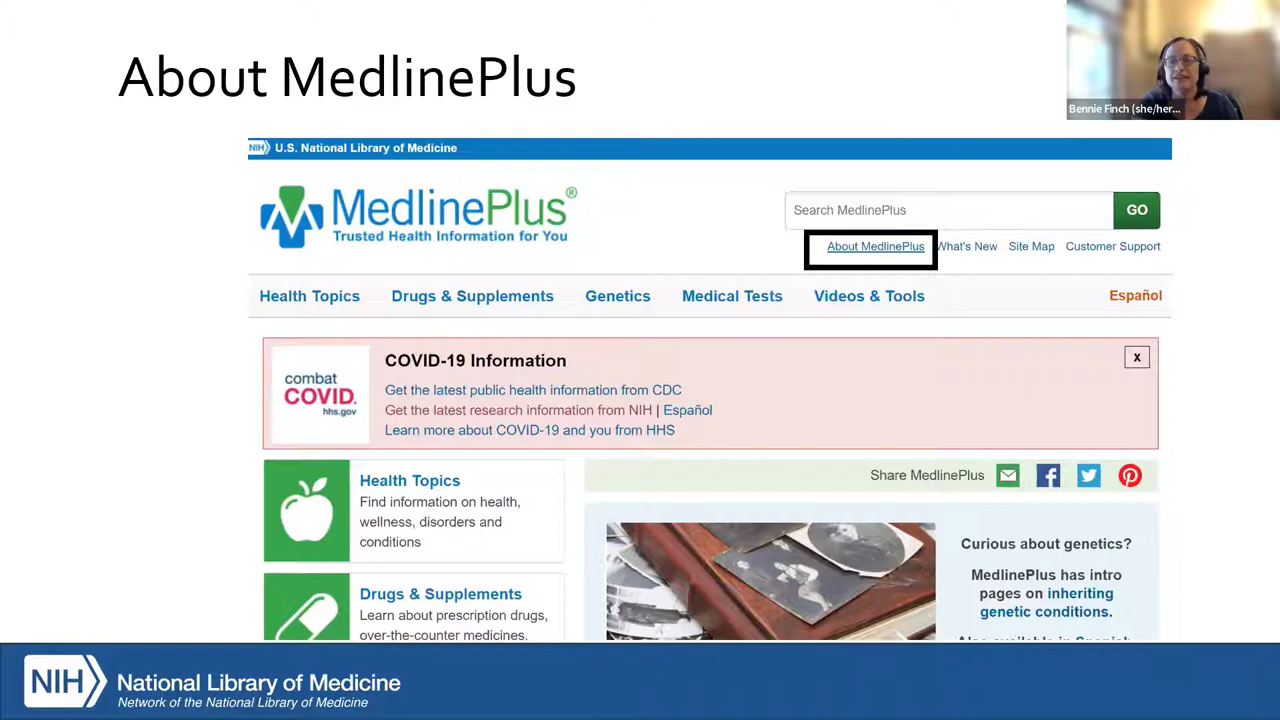 About MedlinePlus
Bennie Finch (she/her...
NIH U.S. National Library of Medicine
MedlinePlus®
Trusted Health Information for You
Search MedlinePlus GO
About MedlinePlus What's New Site Map Customer Support
Health Topics Drugs & Supplements Genetics Medical Tests Videos & Tools Español
combat
COVID.
hhs.gov
COVID-19 Information
x
Get the latest public health information from CDC
Get the latest research information from NIH | Español
Learn more about COVID-19 and you from HHS
Health Topics
Find information on health,
wellness, disorders and
conditions
Drugs & Supplements
Learn about prescription drugs,
over-the-counter medicines,
Share MedlinePlus
Curious about genetics?
MedlinePlus has intro
pages on inheriting
genetic conditions.
Also available in Spanish
NIH National Library of Medicine
Network of the National Library of Medicine